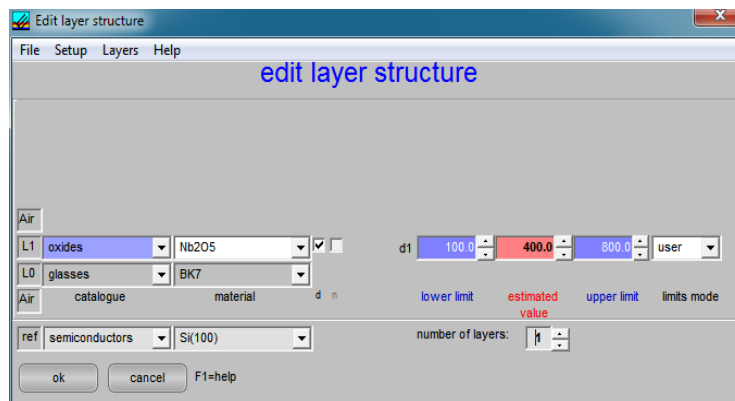 Edit layer structure
X
File Setup Layers Help
edit layer structure
Air
L1 oxides Nb2O5 d1 100.0 400.0 800.0 user
L0 glasses BK7
Air catalogue material d n lower limit estimated value upper limit limits mode
ref semiconductors Si(100) number of layers: 1
ok cancel F1=help